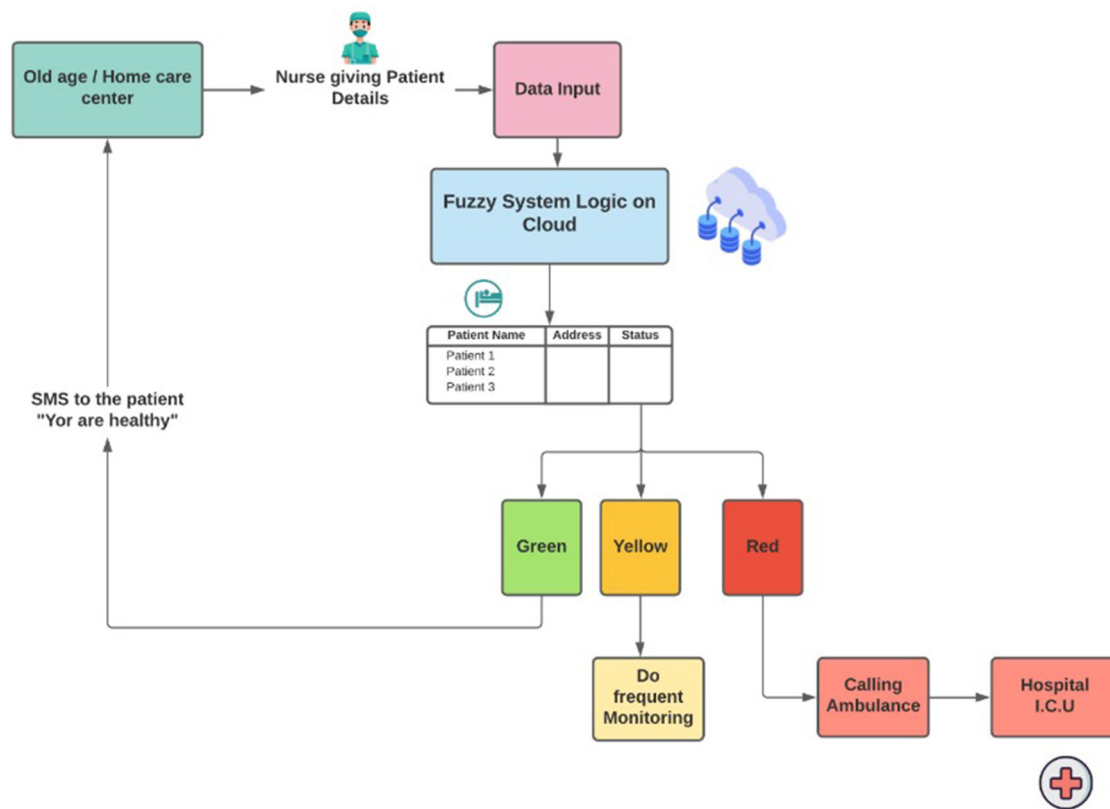 Old age / Home care
center
Nurse giving Patient
Details
Data Input
Fuzzy System Logic on
Cloud
Patient Name Address Status
Patient 1
Patient 2
Patient 3
SMS to the patient
"Yor are healthy"
Green
Yellow
Red
Do
frequent
Monitoring
Calling
Ambulance
Hospital
I.C.U